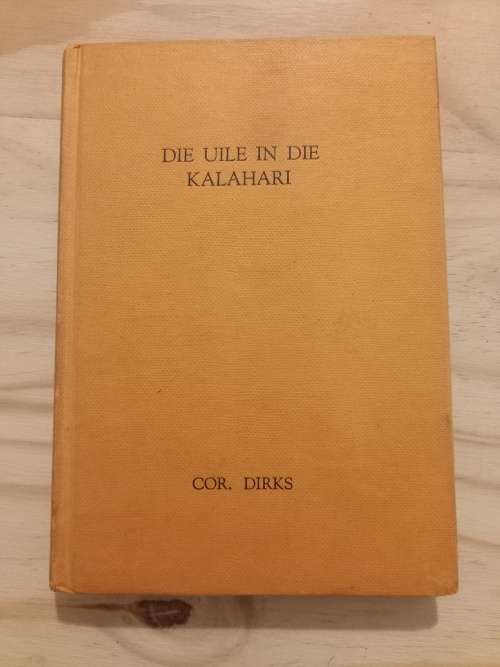 DIE UILE IN DIE
KALAHARI
COR. DIRKS